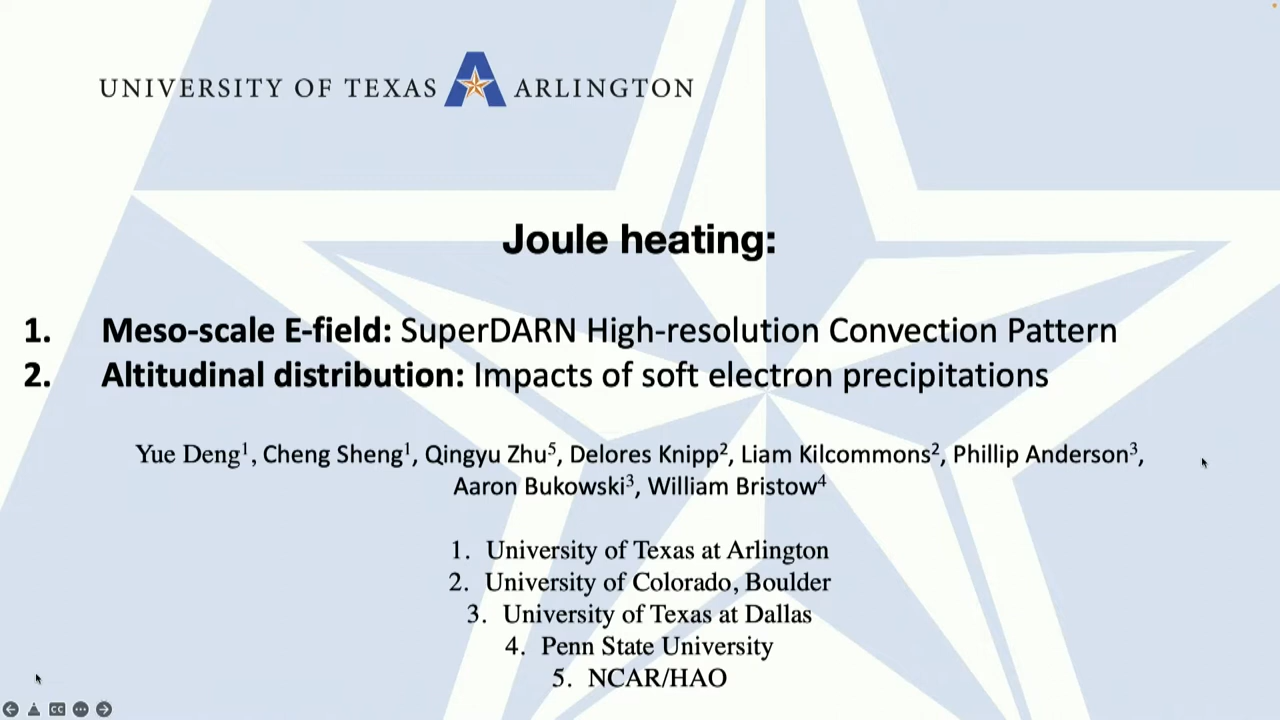 UNIVERSITY OF TEXAS A ARLINGTON
Joule heating:
1. Meso-scale E-field: SuperDARN High-resolution Convection Pattern
2. Altitudinal distribution: Impacts of soft electron precipitations
Yue Deng¹, Cheng Sheng¹, Qingyu Zhu⁵, Delores Knipp², Liam Kilcommons², Phillip Anderson³,
Aaron Bukowski³, William Bristow⁴
1. University of Texas at Arlington
2. University of Colorado, Boulder
3. University of Texas at Dallas
4. Penn State University
5. NCAR/HAO
CC